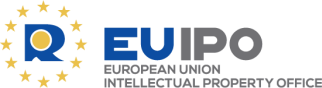 EUIPO
EUROPEAN UNION
INTELLECTUAL PROPERTY OFFICE